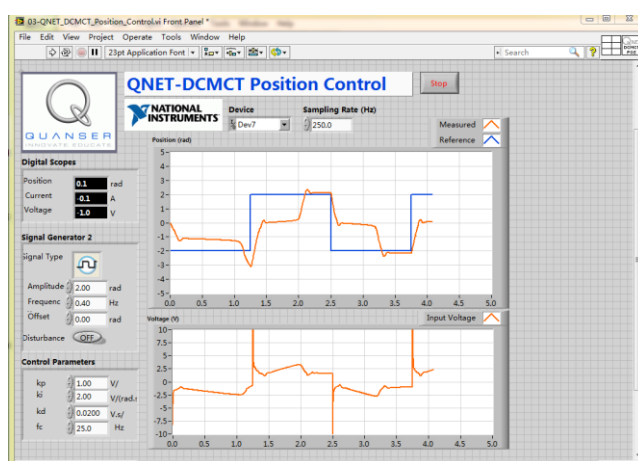 03-QNET_DCMCT_Position_Control.vi Front Panel *
File Edit View Project Operate Tools Window Help
23pt Application Font
Search
QNET-DCMCT Position Control
Stop
QUANSER
INNOVATE EDUCATE
NATIONAL
INSTRUMENTS
Device
Dev7
Sampling Rate (Hz)
250.0
Measured
Reference
Position (rad)
5
4
3
2
1
0
-1
-2
-3
-4
-5
0.0 0.5 1.0 1.5 2.0 2.5 3.0 3.5 4.0 4.5 5.0
Digital Scopes
Position 0.1 rad
Current -0.1 A
Voltage -1.0 V
Signal Generator 2
Signal Type
Amplitude 2.00 rad
Frequenc 0.40 Hz
Offset 0.00 rad
Disturbance OFF
Voltage (V)
Input Voltage
10
7.5
5
2.5
0
-2.5
-5
-7.5
-10
0.0 0.5 1.0 1.5 2.0 2.5 3.0 3.5 4.0 4.5 5.0
Control Parameters
kp 1.00 V/
ki 2.00 V/(rad.s
kd 0.0200 V.s/
fc 25.0 Hz